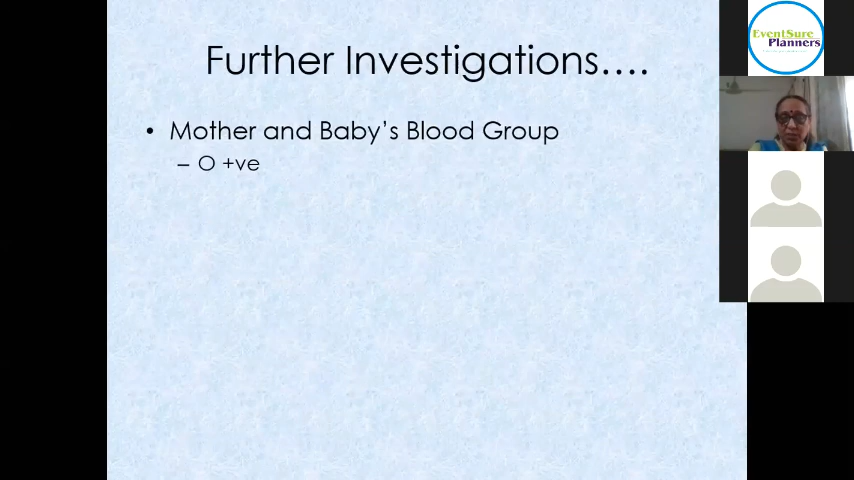 Further Investigations....
• Mother and Baby's Blood Group
– O +ve
EventSure
Planners